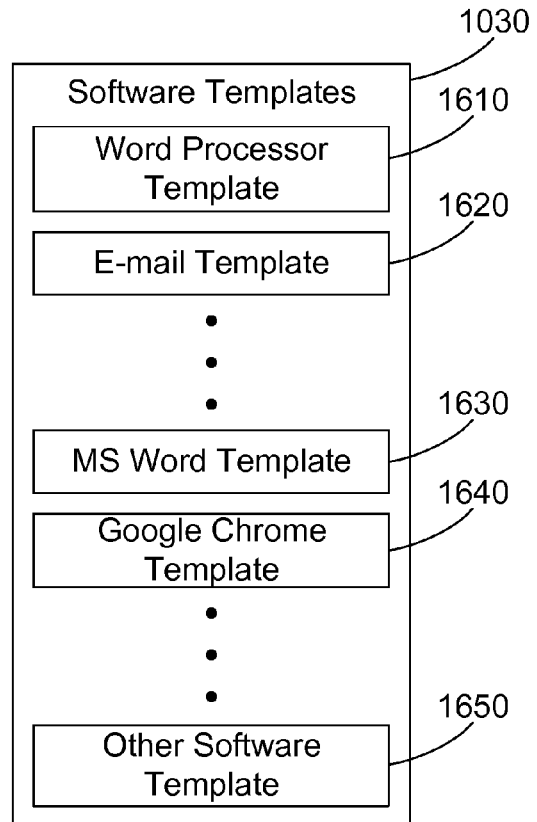 1030
Software Templates
1610
Word Processor
Template
1620
E-mail Template
1630
MS Word Template
1640
Google Chrome
Template
1650
Other Software
Template